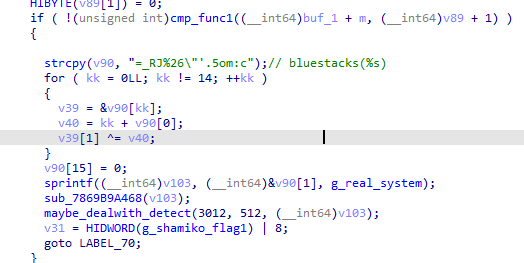 HIBYTE(v89[1]) = 0;
if ( !(unsigned int)cmp_func1((__int64)buf_1 + m, (__int64)v89 + 1) )
{
strcpy(v90, "=_RJ%26\"'.5om:c");// bluestacks(%s)
for ( kk = 0LL; kk != 14; ++kk )
{
v39 = &v90[kk];
v40 = kk + v90[0];
v39[1] ^= v40;
}
v90[15] = 0;
sprintf((__int64)v103, (__int64)&v90[1], g_real_system);
sub_7869B9A468(v103);
maybe_dealwith_detect(3012, 512, (__int64)v103);
v31 = HIDWORD(g_shamiko_flag1) | 8;
goto LABEL_70;
}